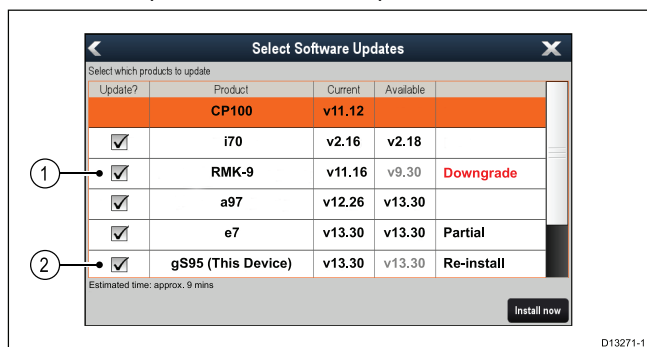 Select Software Updates
Select which products to update
Update? Product Current Available
CP100 v11.12
i70 v2.16 v2.18
1 RMK-9 v11.16 v9.30 Downgrade
a97 v12.26 v13.30
e7 v13.30 v13.30 Partial
2 gS95 (This Device) v13.30 v13.30 Re-install
Estimated time: approx. 9 mins
Install now
D13271-1